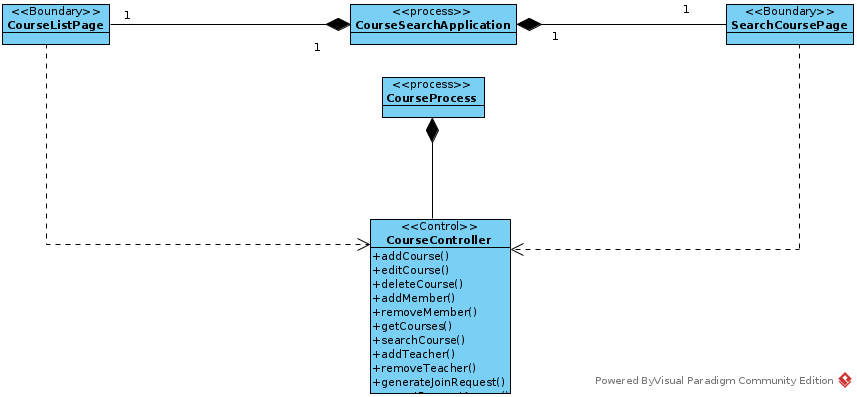 <<Boundary>>
CourseListPage
1
1
<<process>>
CourseSearchApplication
1
1
<<Boundary>>
SearchCoursePage
<<process>>
CourseProcess
<<Control>>
CourseController
+addCourse()
+editCourse()
+deleteCourse()
+addMember()
+removeMember()
+getCourses()
+searchCourse()
+addTeacher()
+removeTeacher()
+generateJoinRequest()
Powered ByVisual Paradigm Community Edition